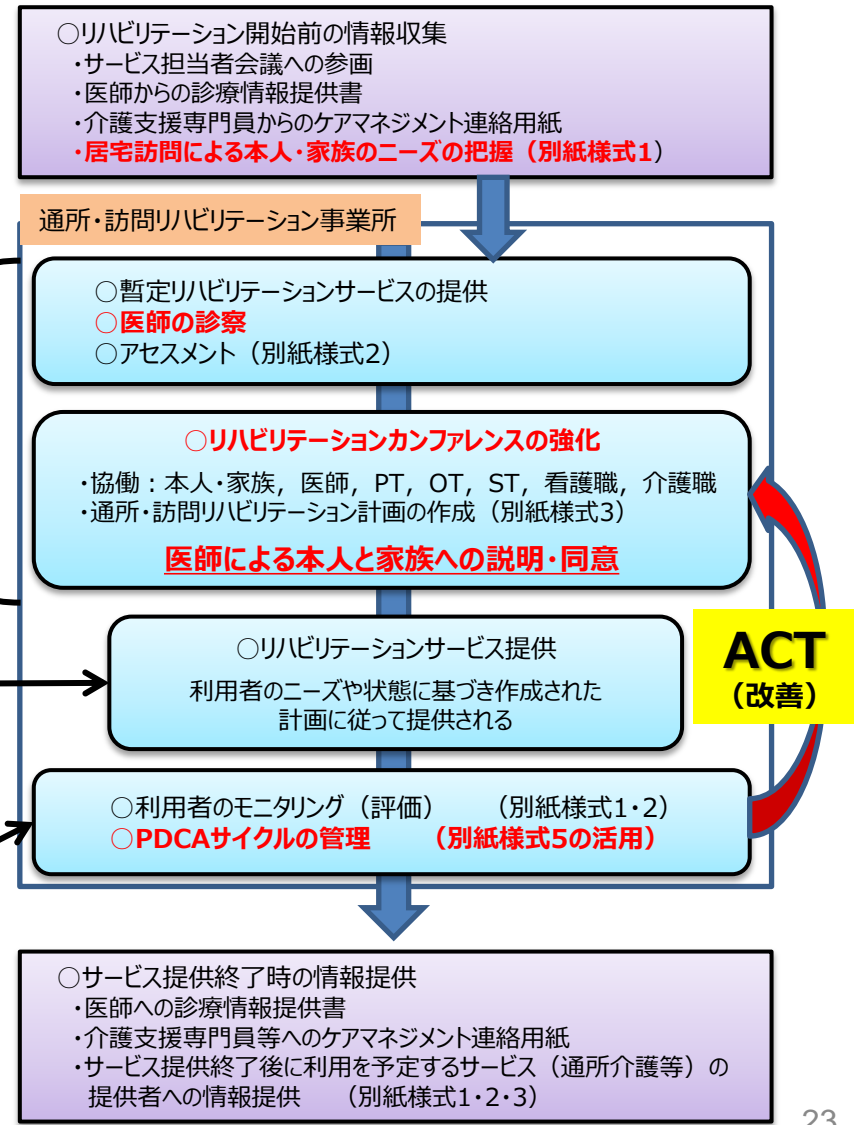 ○リハビリテーション開始前の情報収集
・サービス担当者会議への参画
・医師からの診療情報提供書
・介護支援専門員からのケアマネジメント連絡用紙
・居宅訪問による本人・家族のニーズの把握（別紙様式1）
通所・訪問リハビリテーション事業所
○暫定リハビリテーションサービスの提供
○医師の診察
○アセスメント（別紙様式2）
○リハビリテーションカンファレンスの強化
・協働：本人・家族，医師，PT，OT，ST，看護職，介護職
・通所・訪問リハビリテーション計画の作成（別紙様式3）
医師による本人と家族への説明・同意
○リハビリテーションサービス提供
利用者のニーズや状態に基づき作成された
計画に従って提供される
ACT
（改善）
○利用者のモニタリング（評価）　（別紙様式1・2）
○PDCAサイクルの管理　（別紙様式5の活用）
○サービス提供終了時の情報提供
・医師への診療情報提供書
・介護支援専門員等へのケアマネジメント連絡用紙
・サービス提供終了後に利用を予定するサービス（通所介護等）の
提供者への情報提供　（別紙様式1・2・3）
23